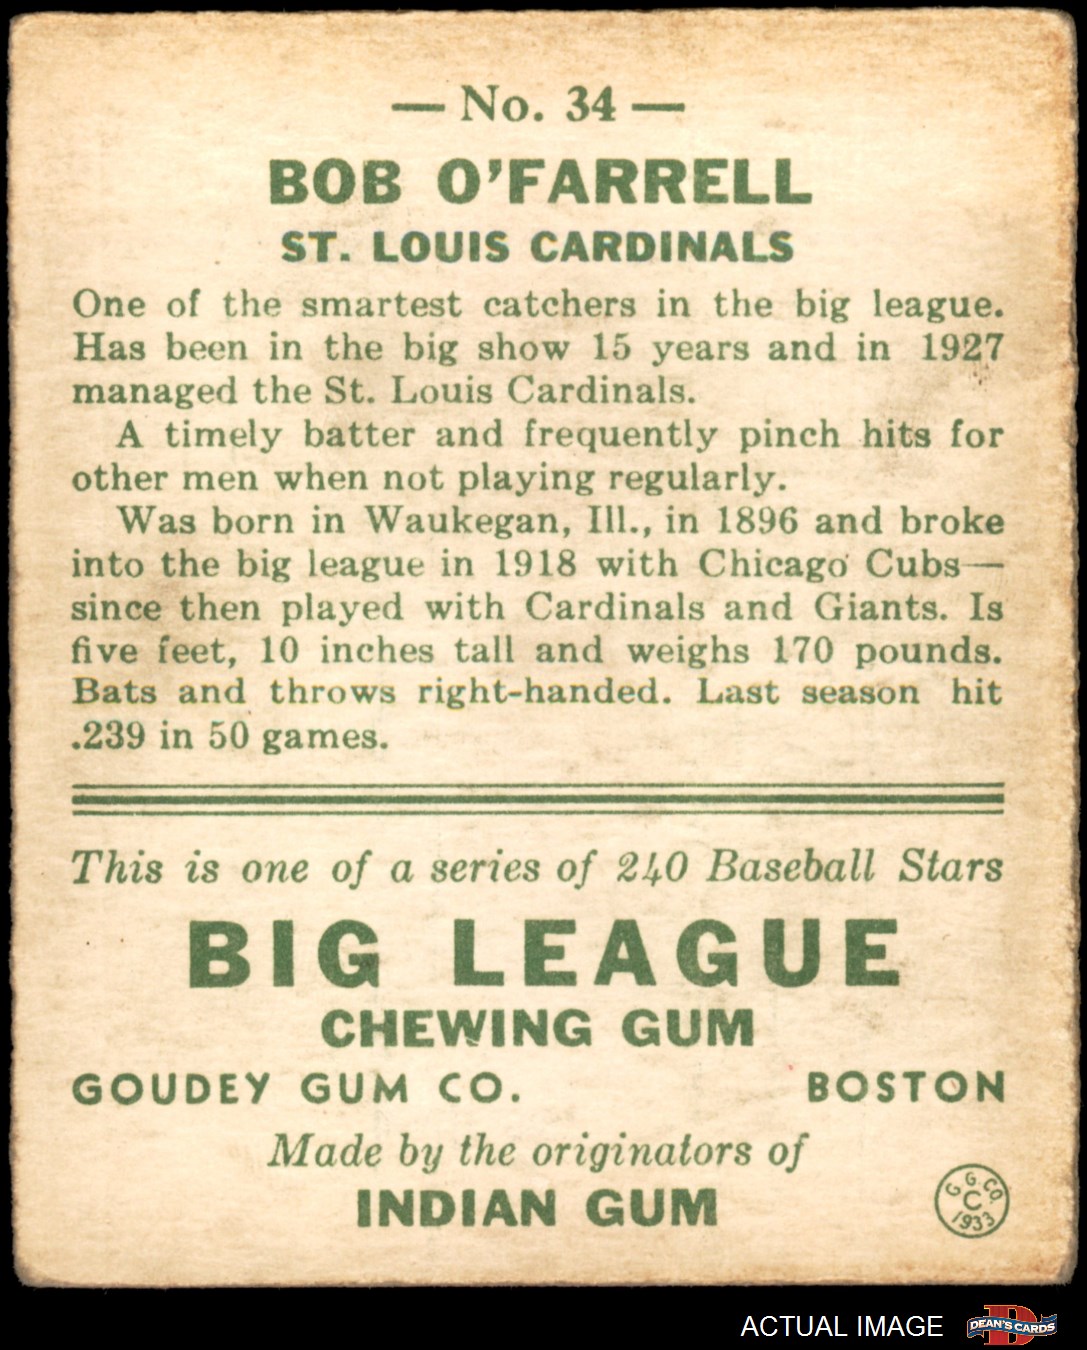 — No. 34 —
BOB O'FARRELL
ST. LOUIS CARDINALS
One of the smartest catchers in the big league.
Has been in the big show 15 years and in 1927
managed the St. Louis Cardinals.
A timely batter and frequently pinch hits for
other men when not playing regularly.
Was born in Waukegan, Ill., in 1896 and broke
into the big league in 1918 with Chicago Cubs—
since then played with Cardinals and Giants. Is
five feet, 10 inches tall and weighs 170 pounds.
Bats and throws right-handed. Last season hit
.239 in 50 games.
This is one of a series of 240 Baseball Stars
BIG LEAGUE
CHEWING GUM
GOUDEY GUM CO. BOSTON
Made by the originators of
INDIAN GUM
G. G. CO.
C
1933
ACTUAL IMAGE
DEAN'S CARDS